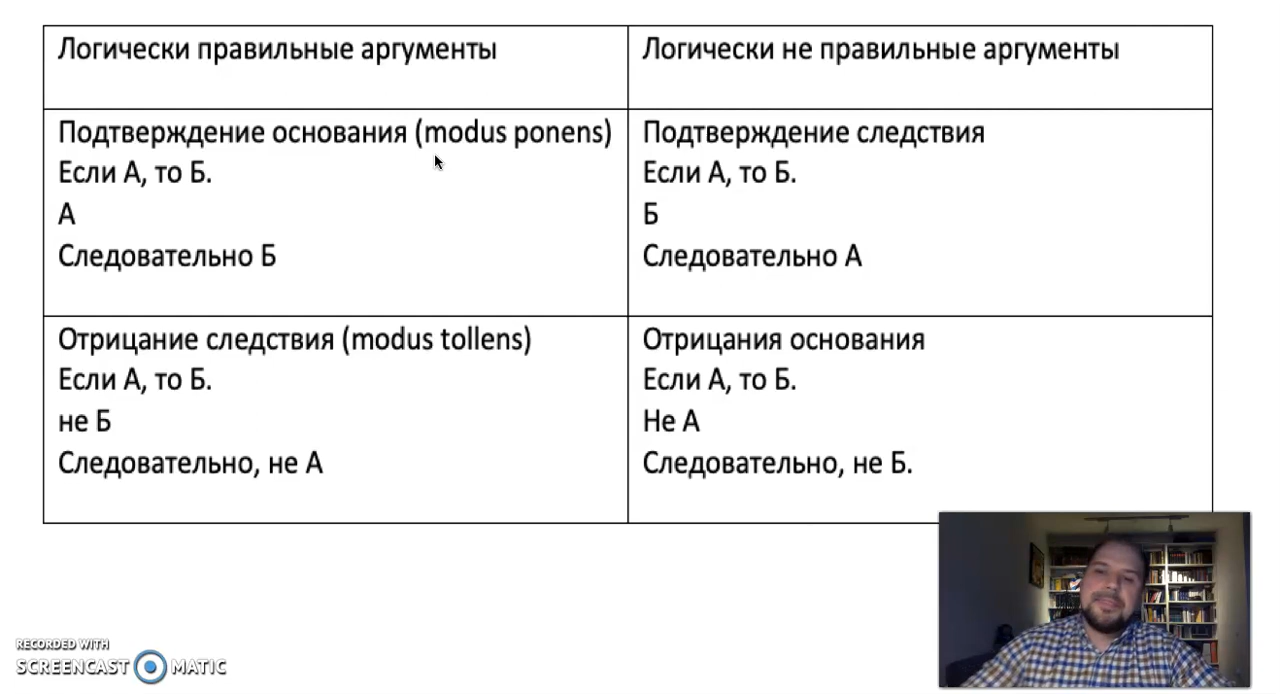 Логически правильные аргументы
Логически не правильные аргументы
Подтверждение основания (modus ponens)
Если А, то Б.
А
Следовательно Б
Подтверждение следствия
Если А, то Б.
Б
Следовательно А
Отрицание следствия (modus tollens)
Если А, то Б.
не Б
Следовательно, не А
Отрицания основания
Если А, то Б.
Не А
Следовательно, не Б.
RECORDED WITH
SCREENCAST MATIC